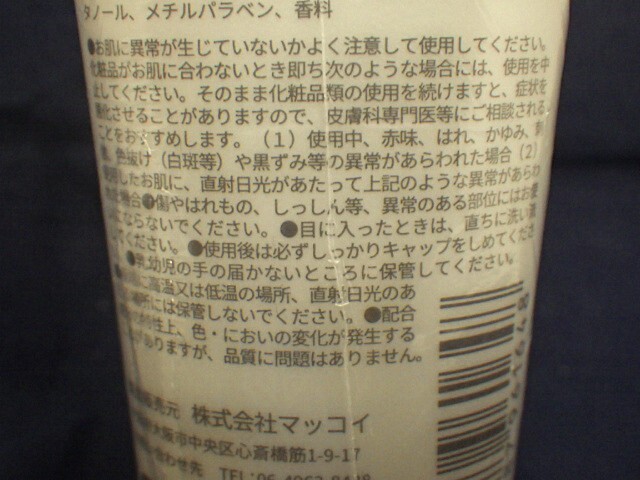 タノール、メチルパラベン、香料
●お肌に異常が生じていないかよく注意して使用してください。
化粧品がお肌に合わないとき即ち次のような場合には、使用を中
止してください。そのまま化粧品類の使用を続けますと、症状を
悪化させることがありますので、皮膚科専門医等にご相談される
ことをおすすめします。（1）使用中、赤味、はれ、かゆみ、刺
激、色抜け（白斑等）や黒ずみ等の異常があらわれた場合（2）
使用したお肌に、直射日光があたって上記のような異常があらわ
場合●傷やはれもの、しっしん等、異常のある部位にはお使
にならないでください。●目に入ったときは、直ちに洗い流
してください。●使用後は必ずしっかりキャップをしめてくださ
●乳幼児の手の届かないところに保管してください。
に高温又は低温の場所、直射日光のあ
場所には保管しないでください。●配合
特性上、色・においの変化が発生する
がありますが、品質に問題はありません。
元 株式会社マッコイ
大阪市中央区心斎橋筋1-9-17
合わせ先 TEL:06-4963-